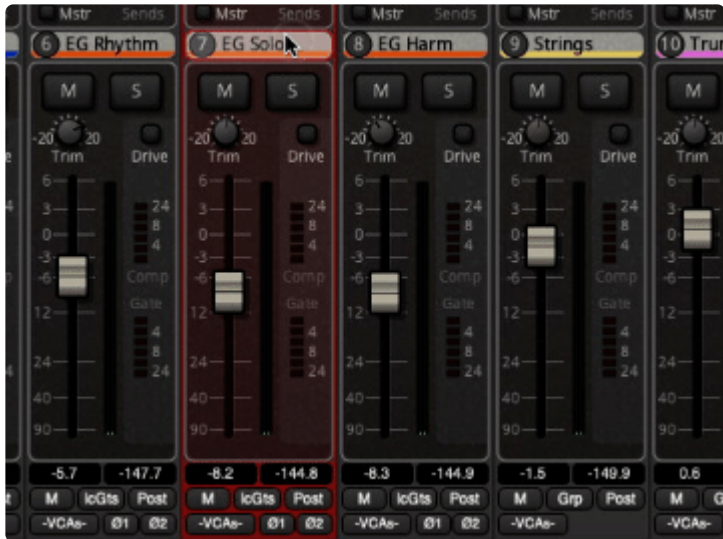 Mstr Sends Mstr Sends Mstr Sends Mstr Sends Mstr
6 EG Rhythm 7 EG Solo 8 EG Harm 9 Strings 10
M S M S M S M S M
-20 20 -20 20 -20 20 -20 20 -20
Trim Drive Trim Drive Trim Drive Trim Drive Trim
6 6 6 6 6
3 24 3 24 3 24 3 24 3
0 8 0 8 0 8 0 8 0
-3 4 -3 4 -3 4 -3 4 -3
-6 Comp -6 Comp -6 Comp -6 Comp -6
Gate Gate Gate Gate
12 4 12 4 12 4 12 4 12
8 8 8 8
24 24 24 24 24 24 24 24 24
40 40 40 40 40
90 90 90 90 90
-5.7 -147.7 -8.2 -144.8 -8.3 -144.9 -1.5 -149.9 0.6
M IcGts Post M IcGts Post M IcGts Post M Grp Post M
-VCAs- Ø1 Ø2 -VCAs- Ø1 Ø2 -VCAs- Ø1 Ø2 -VCAs- -VCAs-